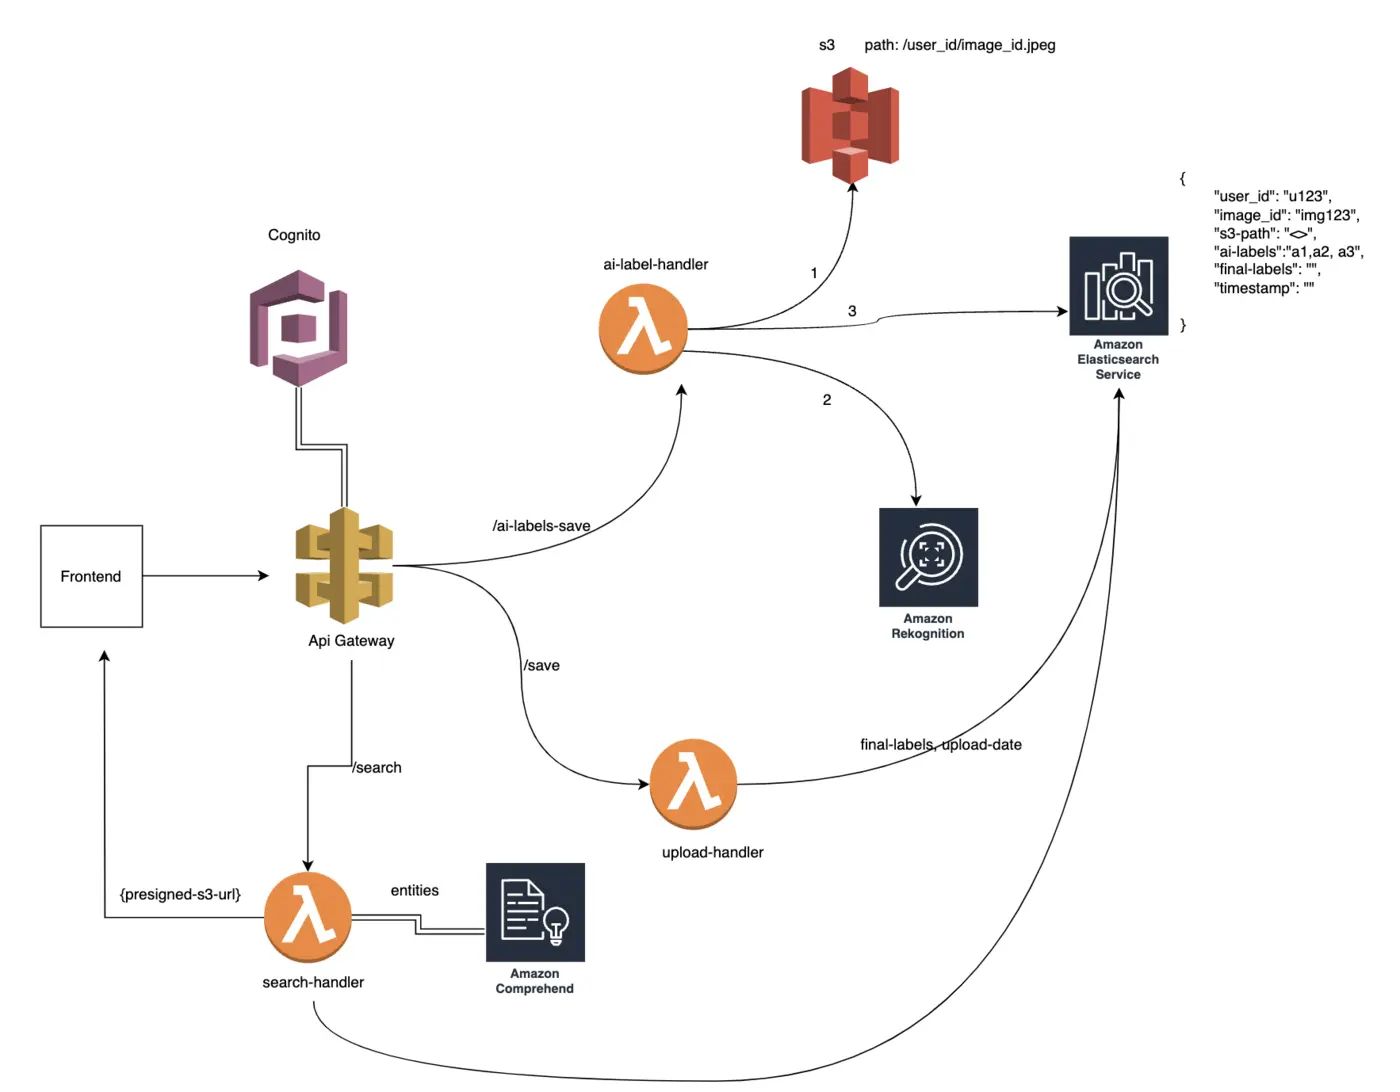 s3 path: /user_id/image_id.jpeg
{
"user_id": "u123",
"image_id": "img123",
"s3-path": "<>",
"ai-labels":"a1,a2, a3",
"final-labels": "",
"timestamp": ""
}
Cognito
ai-label-handler
1
3
2
Amazon
Elasticsearch
Service
/ai-labels-save
Frontend
Api Gateway
Amazon
Rekognition
/save
/search
final-labels, upload-date
upload-handler
{presigned-s3-url}
entities
search-handler
Amazon
Comprehend